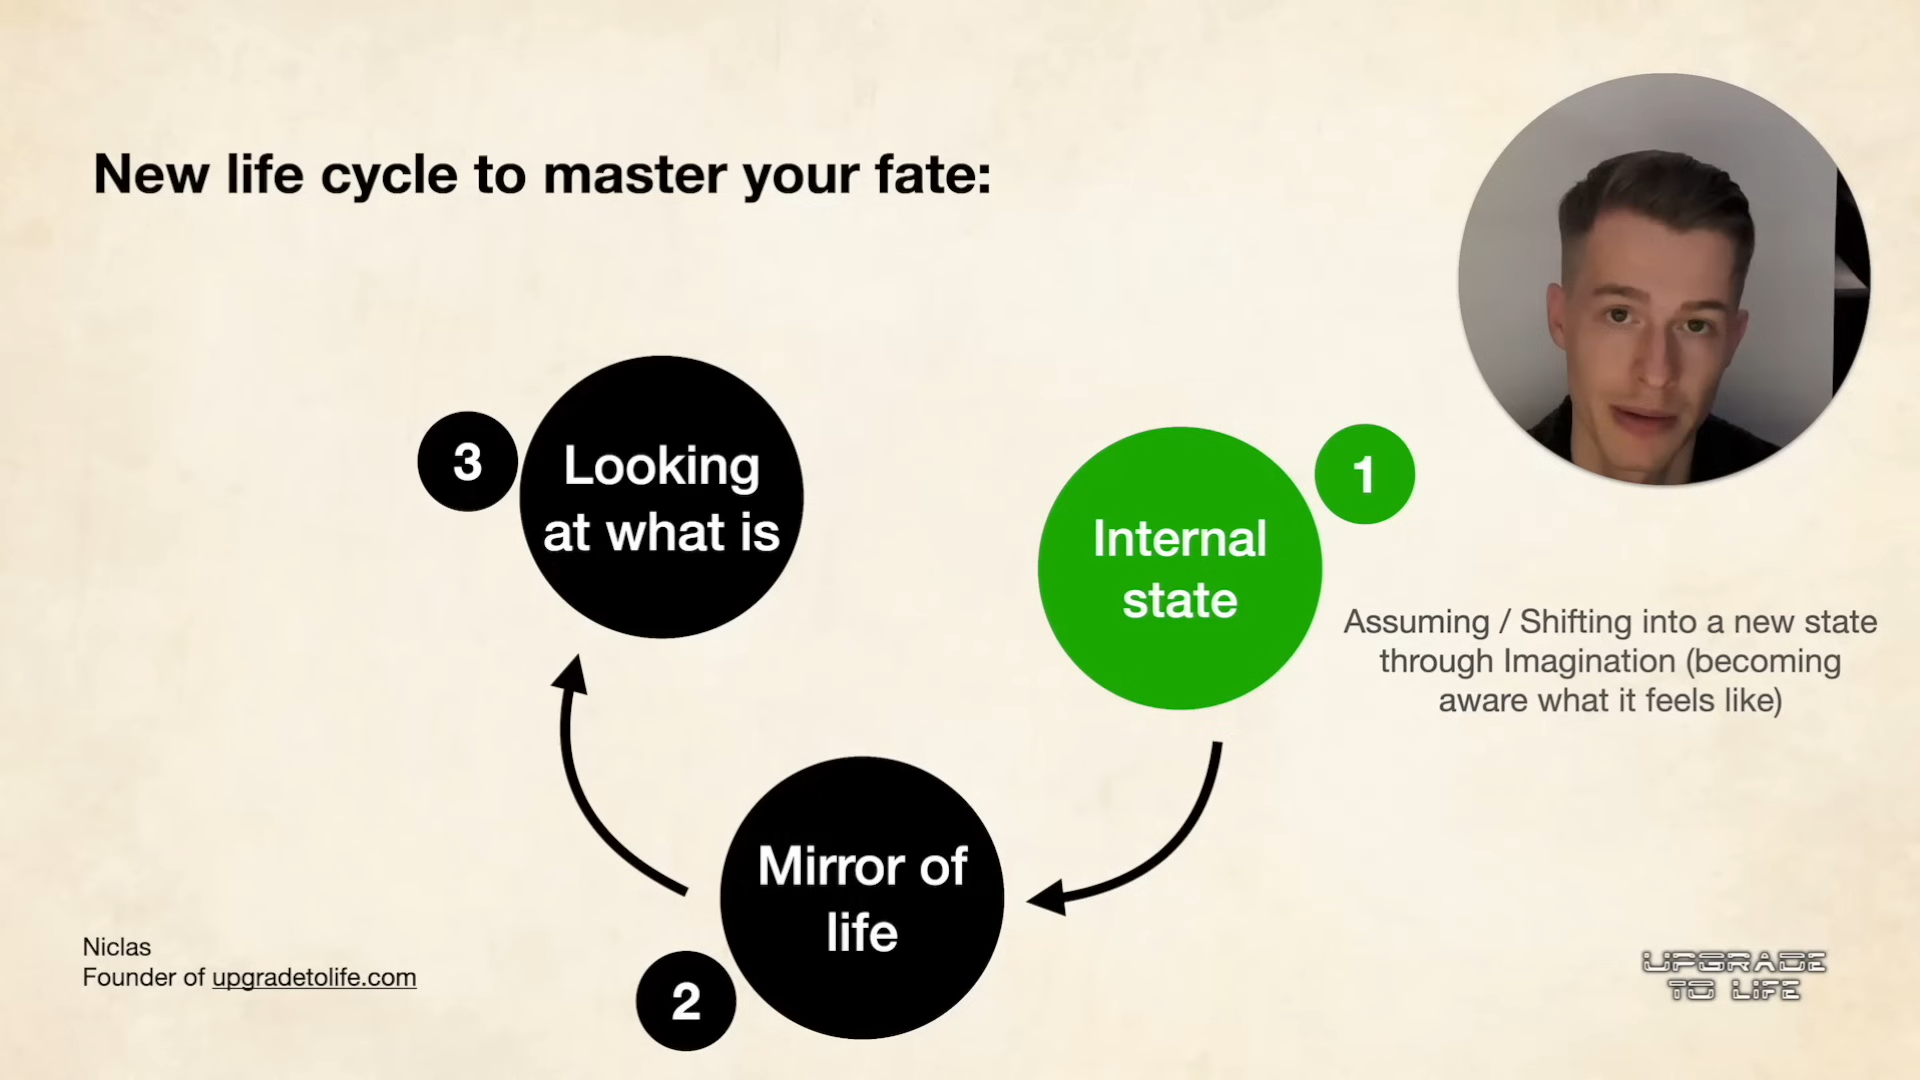 New life cycle to master your fate:
3
Looking
at what is
1
Internal
state
Assuming / Shifting into a new state
through Imagination (becoming
aware what it feels like)
Mirror of
life
2
Niclas
Founder of upgradetolife.com
UPGRADE
TO LIFE